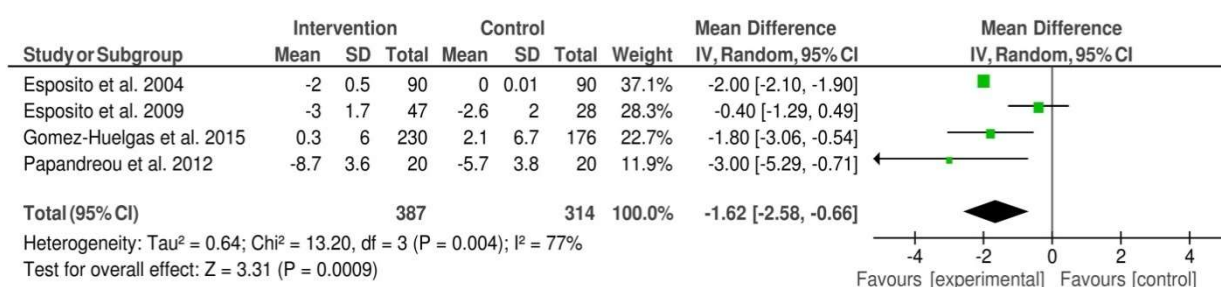 Intervention Control Mean Difference Mean Difference
Study or Subgroup Mean SD Total Mean SD Total Weight IV, Random, 95% CI IV, Random, 95% CI
Esposito et al. 2004 -2 0.5 90 0 0.01 90 37.1% -2.00 [-2.10, -1.90]
Esposito et al. 2009 -3 1.7 47 -2.6 2 28 28.3% -0.40 [-1.29, 0.49]
Gomez-Huelgas et al. 2015 0.3 6 230 2.1 6.7 176 22.7% -1.80 [-3.06, -0.54]
Papandreou et al. 2012 -8.7 3.6 20 -5.7 3.8 20 11.9% -3.00 [-5.29, -0.71]
Total (95% CI) 387 314 100.0% -1.62 [-2.58, -0.66]
Heterogeneity: Tau² = 0.64; Chi² = 13.20, df = 3 (P = 0.004); I² = 77%
Test for overall effect: Z = 3.31 (P = 0.0009)
-4 -2 0 2 4
Favours [experimental] Favours [control]